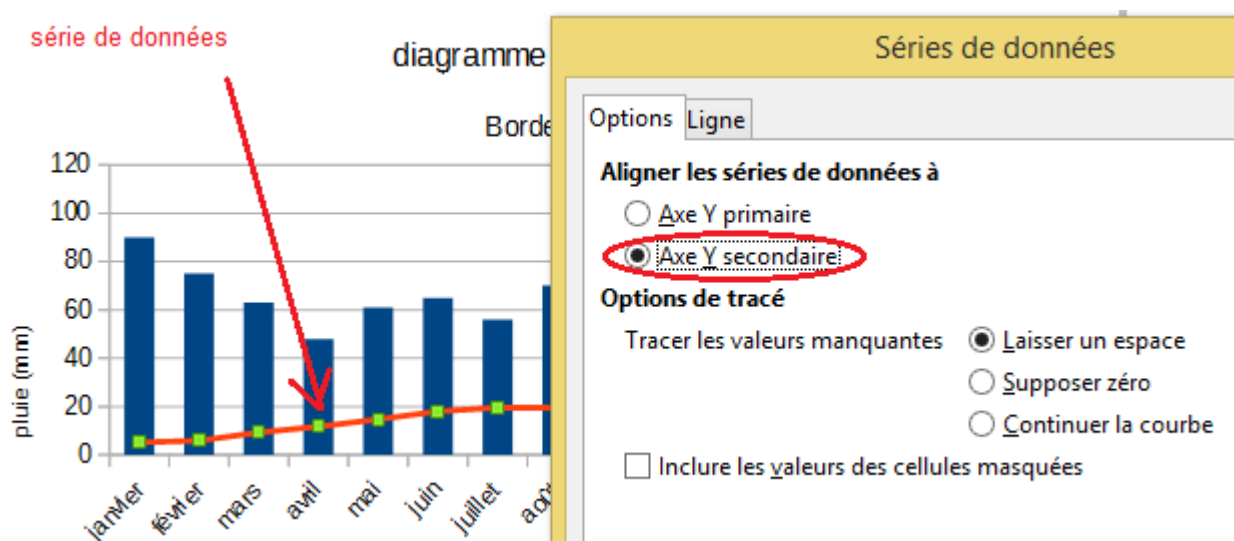 série de données
diagramme
Borde
120
100
80
60
40
20
0
pluie (mm)
janvier
février
mars
avril
mai
juin
juillet
août
Séries de données
Options
Ligne
Aligner les séries de données à
Axe Y primaire
Axe Y secondaire
Options de tracé
Tracer les valeurs manquantes
Laisser un espace
Supposer zéro
Continuer la courbe
Inclure les valeurs des cellules masquées